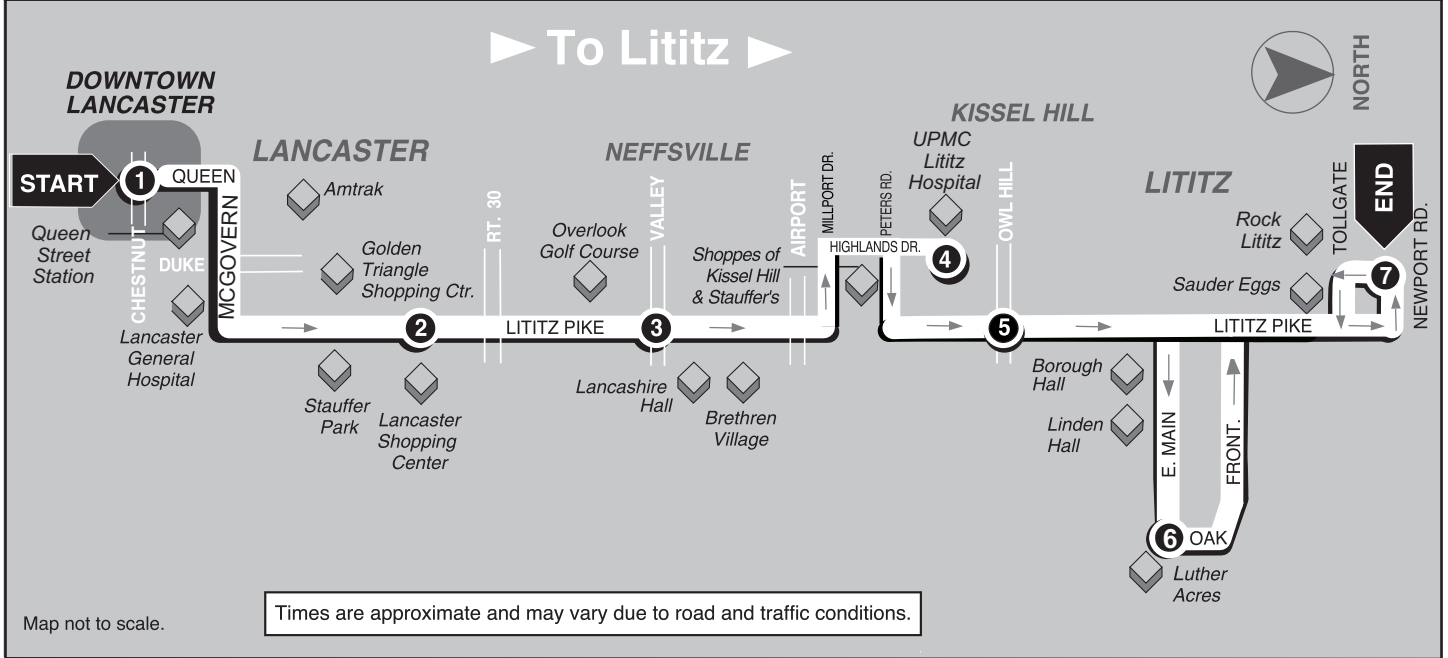 To Lititz
NORTH
DOWNTOWN
LANCASTER
LANCASTER
NEFFSVILLE
KISSEL HILL
LITITZ
START
1
QUEEN
MCGOVERN
CHESTNUT
DUKE
Queen
Street
Station
Lancaster
General
Hospital
Amtrak
Golden
Triangle
Shopping Ctr.
2
Stauffer
Park
Lancaster
Shopping
Center
RT. 30
LITITZ PIKE
Overlook
Golf Course
VALLEY
3
Lancashire
Hall
Brethren
Village
Shoppes of
Kissel Hill
& Stauffer's
AIRPORT
MILLPORT DR.
HIGHLANDS DR.
PETERS RD.
UPMC
Lititz
Hospital
4
OWL HILL
5
Borough
Hall
Linden
Hall
E. MAIN
6
OAK
FRONT.
Luther
Acres
LITITZ PIKE
Rock
Lititz
Sauder Eggs
TOLLGATE
END
7
NEWPORT RD.
Map not to scale.
Times are approximate and may vary due to road and traffic conditions.